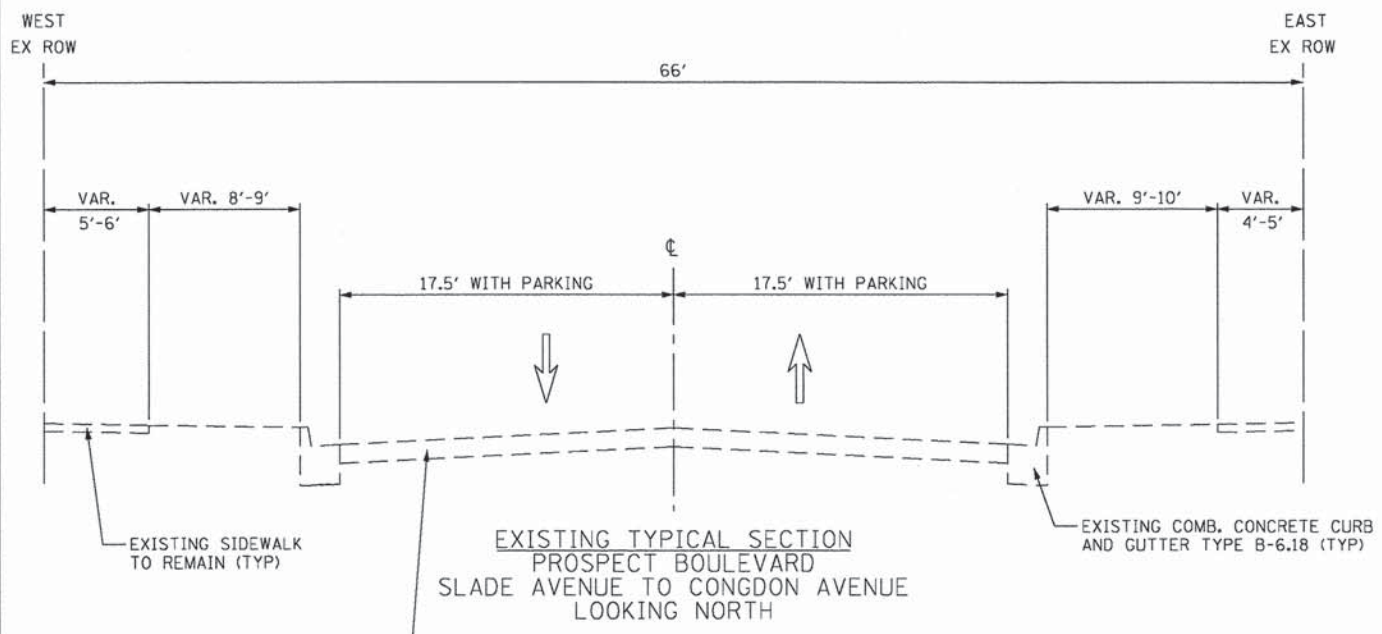 WEST
EX ROW
EAST
EX ROW
66'
VAR.
5'-6'
VAR. 8'-9'
VAR. 9'-10'
VAR.
4'-5'
℄
17.5' WITH PARKING
17.5' WITH PARKING
EXISTING SIDEWALK
TO REMAIN (TYP)
EXISTING COMB. CONCRETE CURB
AND GUTTER TYPE B-6.18 (TYP)
EXISTING TYPICAL SECTION
PROSPECT BOULEVARD
SLADE AVENUE TO CONGDON AVENUE
LOOKING NORTH